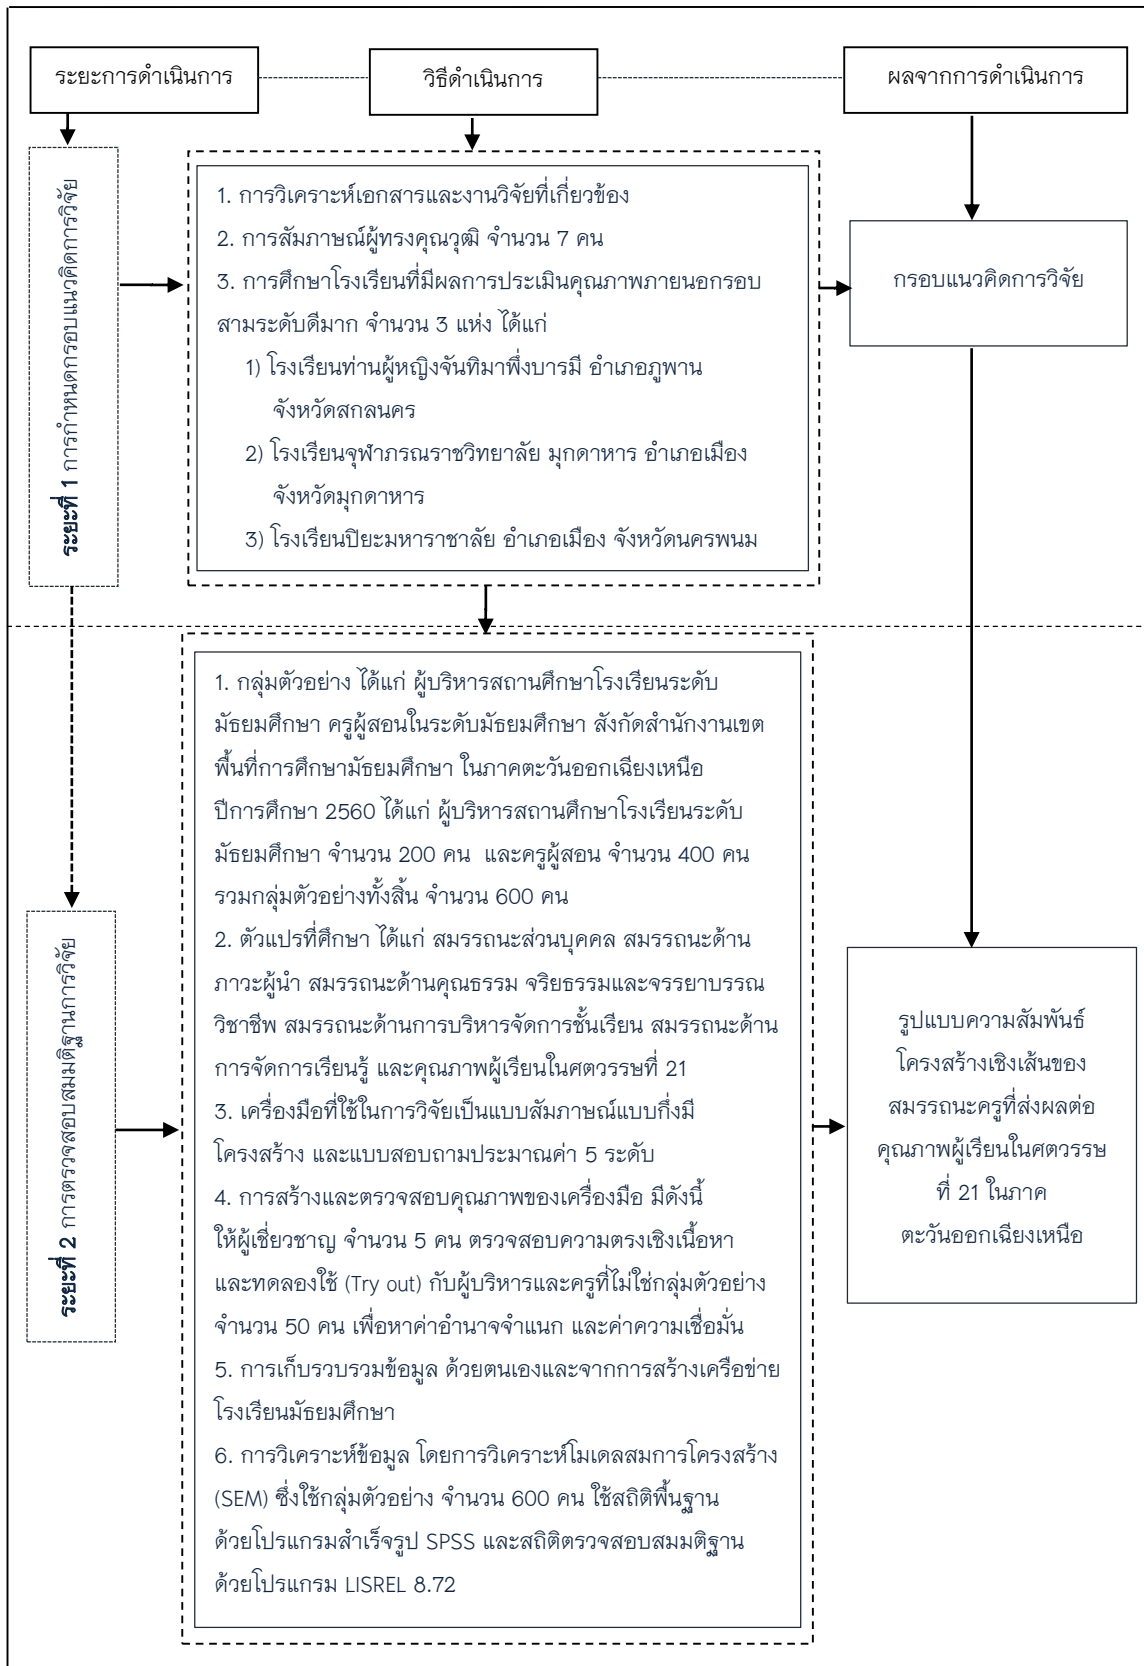 ระยะการดำเนินการ
วิธีดำเนินการ
ผลจากการดำเนินการ
ระยะที่ 1 การกำหนดกรอบแนวคิดการวิจัย
1. การวิเคราะห์เอกสารและงานวิจัยที่เกี่ยวข้อง
2. การสัมภาษณ์ผู้ทรงคุณวุฒิ จำนวน 7 คน
3. การศึกษาโรงเรียนที่มีผลการประเมินคุณภาพภายนอกรอบ
สามระดับดีมาก จำนวน 3 แห่ง ได้แก่
1) โรงเรียนท่านผู้หญิงจันทิมาพึ่งบารมี อำเภอภูพาน
จังหวัดสกลนคร
2) โรงเรียนจุฬาภรณราชวิทยาลัย มุกดาหาร อำเภอเมือง
จังหวัดมุกดาหาร
3) โรงเรียนปิยะมหาราชาลัย อำเภอเมือง จังหวัดนครพนม
กรอบแนวคิดการวิจัย
ระยะที่ 2 การตรวจสอบสมมติฐานการวิจัย
1. กลุ่มตัวอย่าง ได้แก่ ผู้บริหารสถานศึกษาโรงเรียนระดับ
มัธยมศึกษา ครูผู้สอนในระดับมัธยมศึกษา สังกัดสำนักงานเขต
พื้นที่การศึกษามัธยมศึกษา ในภาคตะวันออกเฉียงเหนือ
ปีการศึกษา 2560 ได้แก่ ผู้บริหารสถานศึกษาโรงเรียนระดับ
มัธยมศึกษา จำนวน 200 คน และครูผู้สอน จำนวน 400 คน
รวมกลุ่มตัวอย่างทั้งสิ้น จำนวน 600 คน
2. ตัวแปรที่ศึกษา ได้แก่ สมรรถนะส่วนบุคคล สมรรถนะด้าน
ภาวะผู้นำ สมรรถนะด้านคุณธรรม จริยธรรมและจรรยาบรรณ
วิชาชีพ สมรรถนะด้านการบริหารจัดการชั้นเรียน สมรรถนะด้าน
การจัดการเรียนรู้ และคุณภาพผู้เรียนในศตวรรษที่ 21
3. เครื่องมือที่ใช้ในการวิจัยเป็นแบบสัมภาษณ์แบบกึ่งมี
โครงสร้าง และแบบสอบถามประมาณค่า 5 ระดับ
4. การสร้างและตรวจสอบคุณภาพของเครื่องมือ มีดังนี้
ให้ผู้เชี่ยวชาญ จำนวน 5 คน ตรวจสอบความตรงเชิงเนื้อหา
และทดลองใช้ (Try out) กับผู้บริหารและครูที่ไม่ใช่กลุ่มตัวอย่าง
จำนวน 50 คน เพื่อหาค่าอำนาจจำแนก และค่าความเชื่อมั่น
5. การเก็บรวบรวมข้อมูล ด้วยตนเองและจากการสร้างเครือข่าย
โรงเรียนมัธยมศึกษา
6. การวิเคราะห์ข้อมูล โดยการวิเคราะห์โมเดลสมการโครงสร้าง
(SEM) ซึ่งใช้กลุ่มตัวอย่าง จำนวน 600 คน ใช้สถิติพื้นฐาน
ด้วยโปรแกรมสำเร็จรูป SPSS และสถิติตรวจสอบสมมติฐาน
ด้วยโปรแกรม LISREL 8.72
รูปแบบความสัมพันธ์
โครงสร้างเชิงเส้นของ
สมรรถนะครูที่ส่งผลต่อ
คุณภาพผู้เรียนในศตวรรษ
ที่ 21 ในภาค
ตะวันออกเฉียงเหนือ